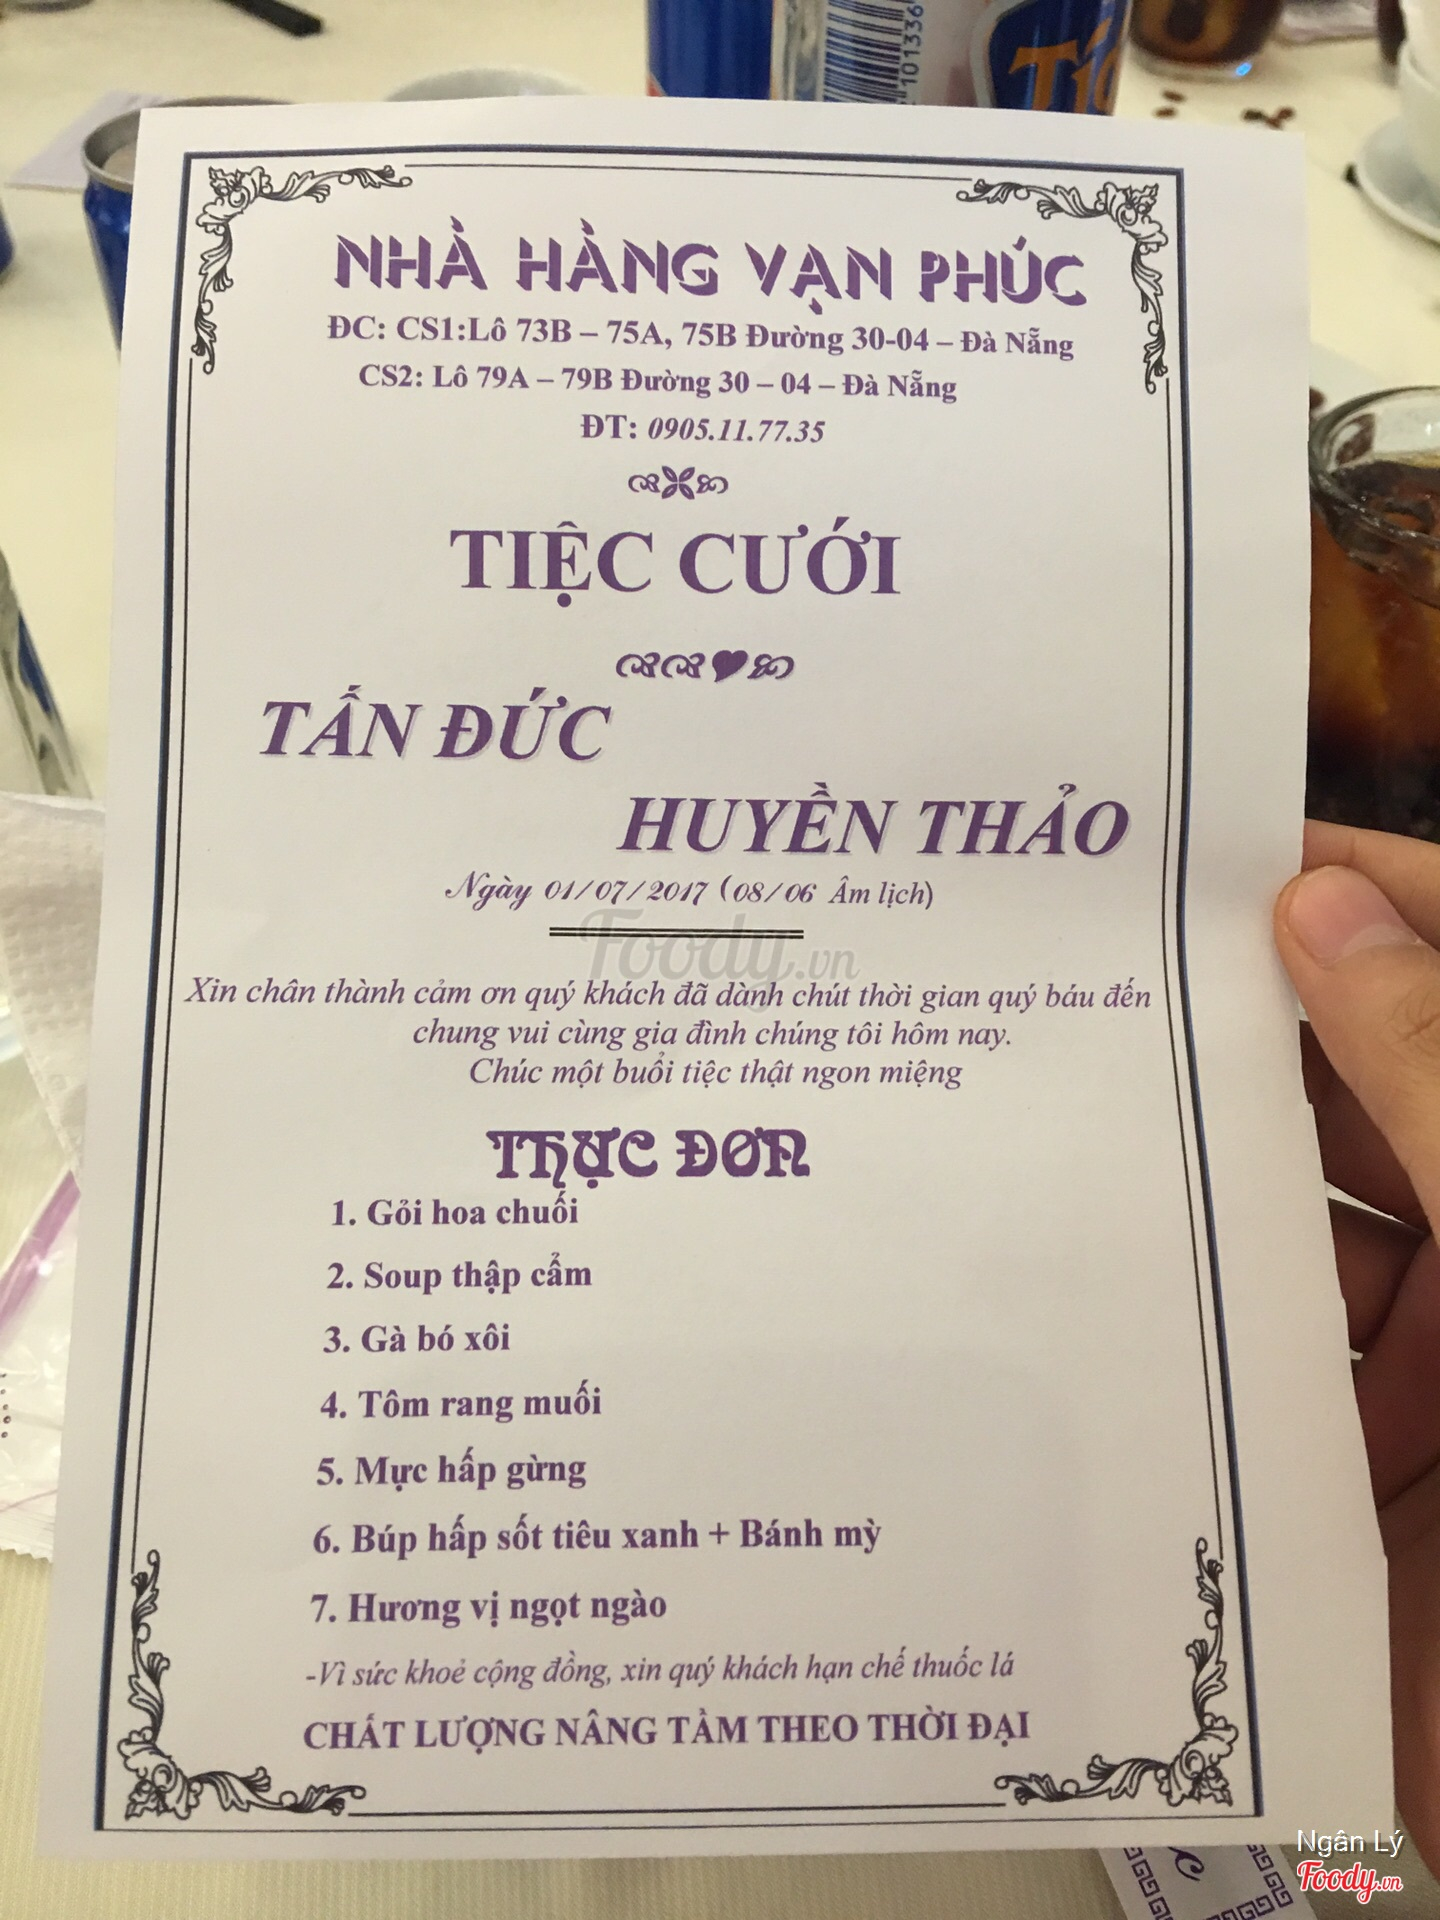 101336
Tig
NHÀ HÀNG VẠN PHÚC
ĐC: CS1:Lô 73B – 75A, 75B Đường 30-04 – Đà Nẵng
CS2: Lô 79A – 79B Đường 30 – 04 – Đà Nẵng
ĐT: 0905.11.77.35
TIỆC CƯỚI
TẤN ĐỨC
HUYỀN THẢO
Ngày 01/07/2017 (08/06 Âm lịch)
Foody.vn
Xin chân thành cảm ơn quý khách đã dành chút thời gian quý báu đến
chung vui cùng gia đình chúng tôi hôm nay.
Chúc một buổi tiệc thật ngon miệng
THỰC ĐƠN
1. Gỏi hoa chuối
2. Soup thập cẩm
3. Gà bó xôi
4. Tôm rang muối
5. Mực hấp gừng
6. Búp hấp sốt tiêu xanh + Bánh mỳ
7. Hương vị ngọt ngào
-Vì sức khoẻ cộng đồng, xin quý khách hạn chế thuốc lá
CHẤT LƯỢNG NÂNG TẦM THEO THỜI ĐẠI
Ngân Lý
Foody.vn